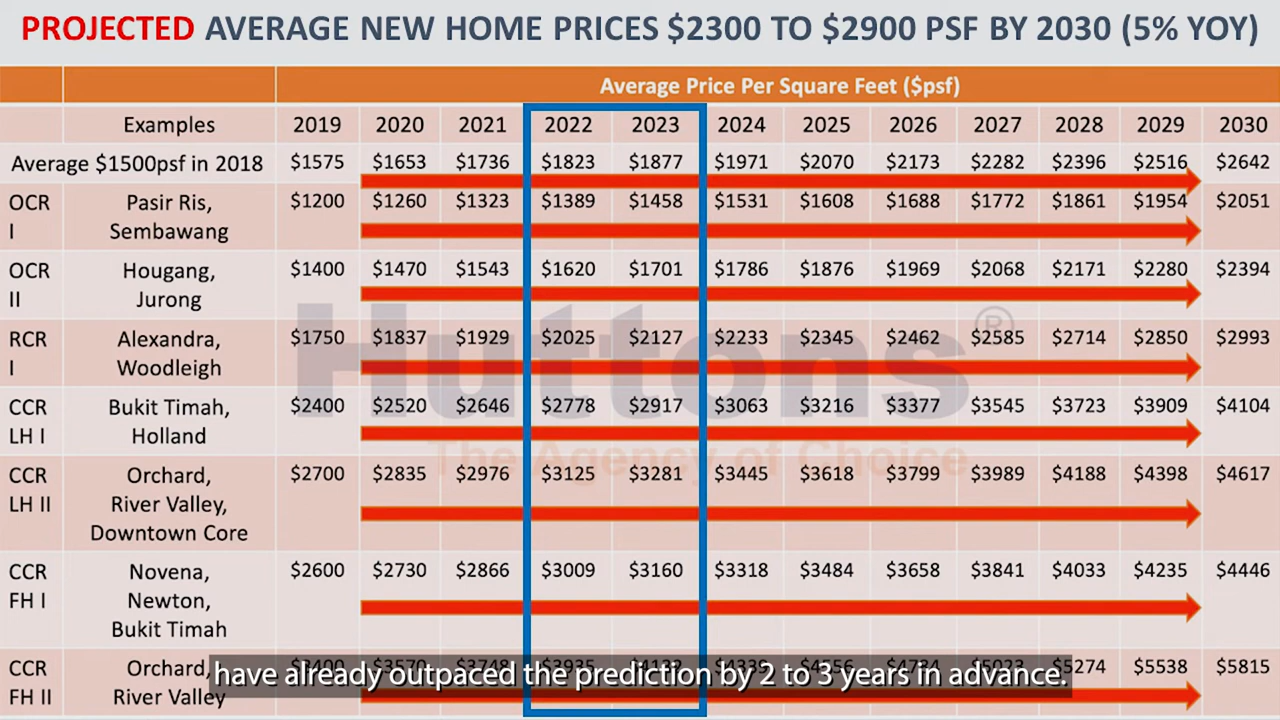 PROJECTED AVERAGE NEW HOME PRICES $2300 TO $2900 PSF BY 2030 (5% YOY)
Average Price Per Square Feet ($psf)
Examples 2019 2020 2021 2022 2023 2024 2025 2026 2027 2028 2029 2030
Average $1500psf in 2018 $1575 $1653 $1736 $1823 $1877 $1971 $2070 $2173 $2282 $2396 $2516 $2642
OCR I Pasir Ris, Sembawang $1200 $1260 $1323 $1389 $1458 $1531 $1608 $1688 $1772 $1861 $1954 $2051
OCR II Hougang, Jurong $1400 $1470 $1543 $1620 $1701 $1786 $1876 $1969 $2068 $2171 $2280 $2394
RCR I Alexandra, Woodleigh $1750 $1837 $1929 $2025 $2127 $2233 $2345 $2462 $2585 $2714 $2850 $2993
Huttons®
CCR LH I Bukit Timah, Holland $2400 $2520 $2646 $2778 $2917 $3063 $3216 $3377 $3545 $3723 $3909 $4104
The Agency of Choice
CCR LH II Orchard, River Valley, Downtown Core $2700 $2835 $2976 $3125 $3281 $3445 $3618 $3799 $3989 $4188 $4398 $4617
CCR FH I Novena, Newton, Bukit Timah $2600 $2730 $2866 $3009 $3160 $3318 $3484 $3658 $3841 $4033 $4235 $4446
CCR FH II Orchard, River Valley $5274 $5538 $5815
have already outpaced the prediction by 2 to 3 years in advance.